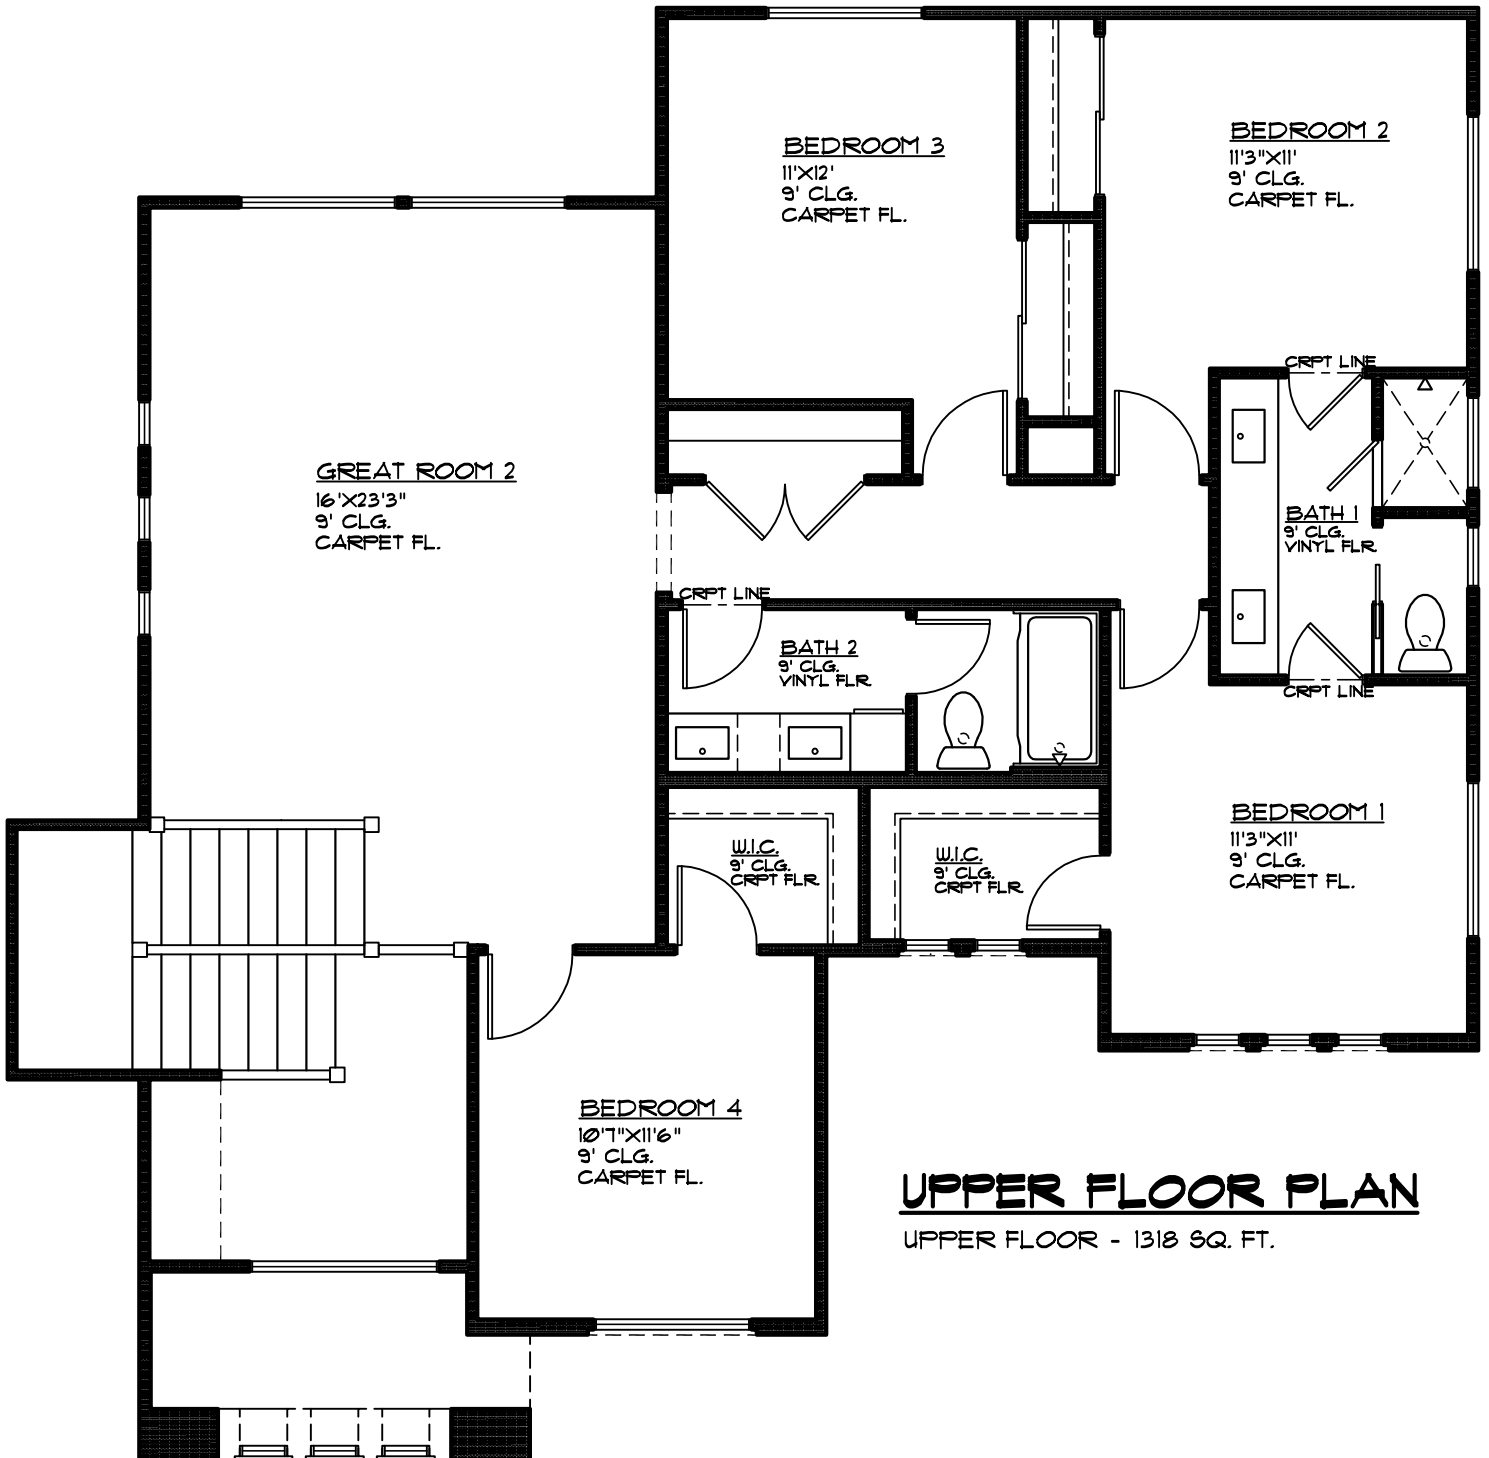 BEDROOM 3
11'X12'
9' CLG.
CARPET FL.
BEDROOM 2
11'3"X11'
9' CLG.
CARPET FL.
CRPT LINE
GREAT ROOM 2
16'X23'3"
9' CLG.
CARPET FL.
BATH 1
9' CLG.
VINYL FLR
CRPT LINE
BATH 2
9' CLG.
VINYL FLR
CRPT LINE
W.I.C.
9' CLG.
CRPT FLR
W.I.C.
9' CLG.
CRPT FLR
BEDROOM 1
11'3"X11'
9' CLG.
CARPET FL.
BEDROOM 4
10'7"X11'6"
9' CLG.
CARPET FL.
UPPER FLOOR PLAN
UPPER FLOOR - 1318 SQ. FT.